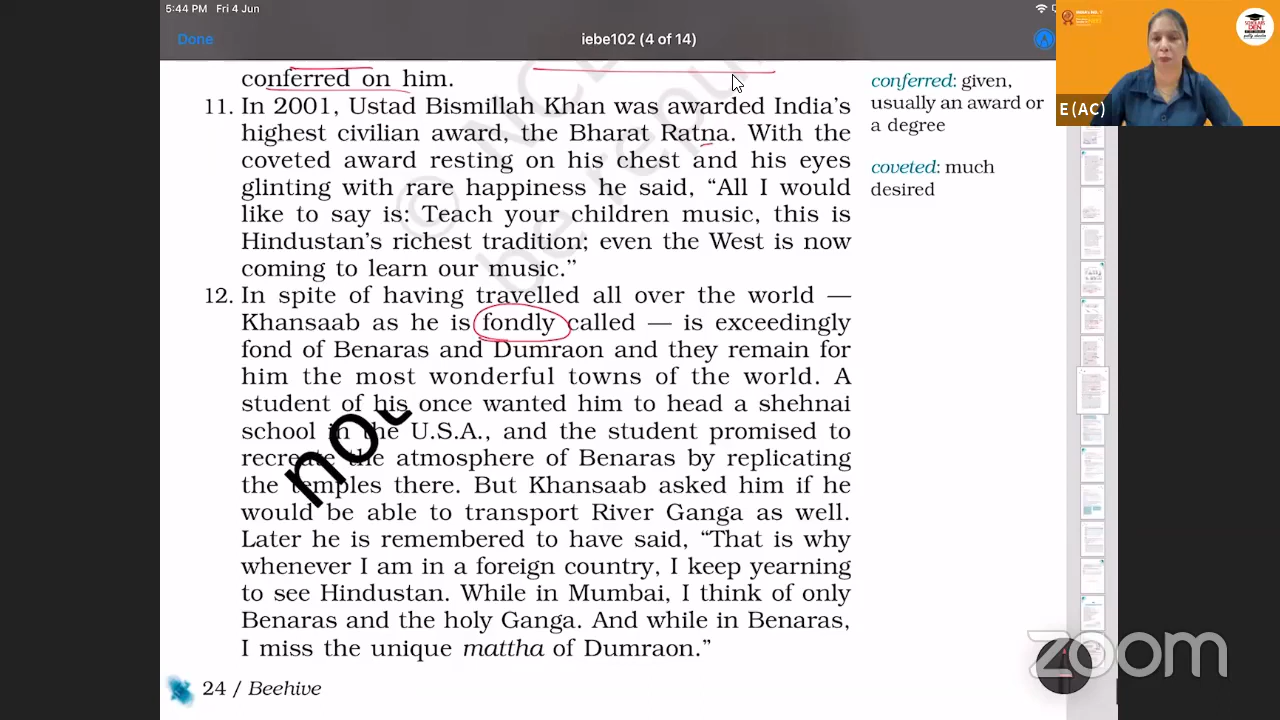 5:44 PM Fri 4 Jun
Done
iebe102 (4 of 14)
conferred on him.
11. In 2001, Ustad Bismillah Khan was awarded India's
highest civilian award, the Bharat Ratna. With the
coveted award resting on his chest and his eyes
glinting with rare happiness he said, “All I would
like to say is: Teach your children music, this is
Hindustan's richest tradition; even the West is now
coming to learn our music.”
12. In spite of having travelled all over the world —
Khansaab as he is fondly called — is exceedingly
fond of Benaras and Dumraon and they remain for
him the most wonderful towns of the world. A
student of his once wanted him to head a shehnai
school in the U.S.A., and the student promised to
recreate the atmosphere of Benaras by replicating
the temples there. But Khansaab asked him if he
would be able to transport River Ganga as well.
Later he is remembered to have said, “That is why
whenever I am in a foreign country, I keep yearning
to see Hindustan. While in Mumbai, I think of only
Benaras and the holy Ganga. And while in Benaras,
I miss the unique mattha of Dumraon.”
24 / Beehive
conferred: given,
usually an award or
a degree
coveted: much
desired
no
E (AC)
SCHOLARS
DEN
zoom